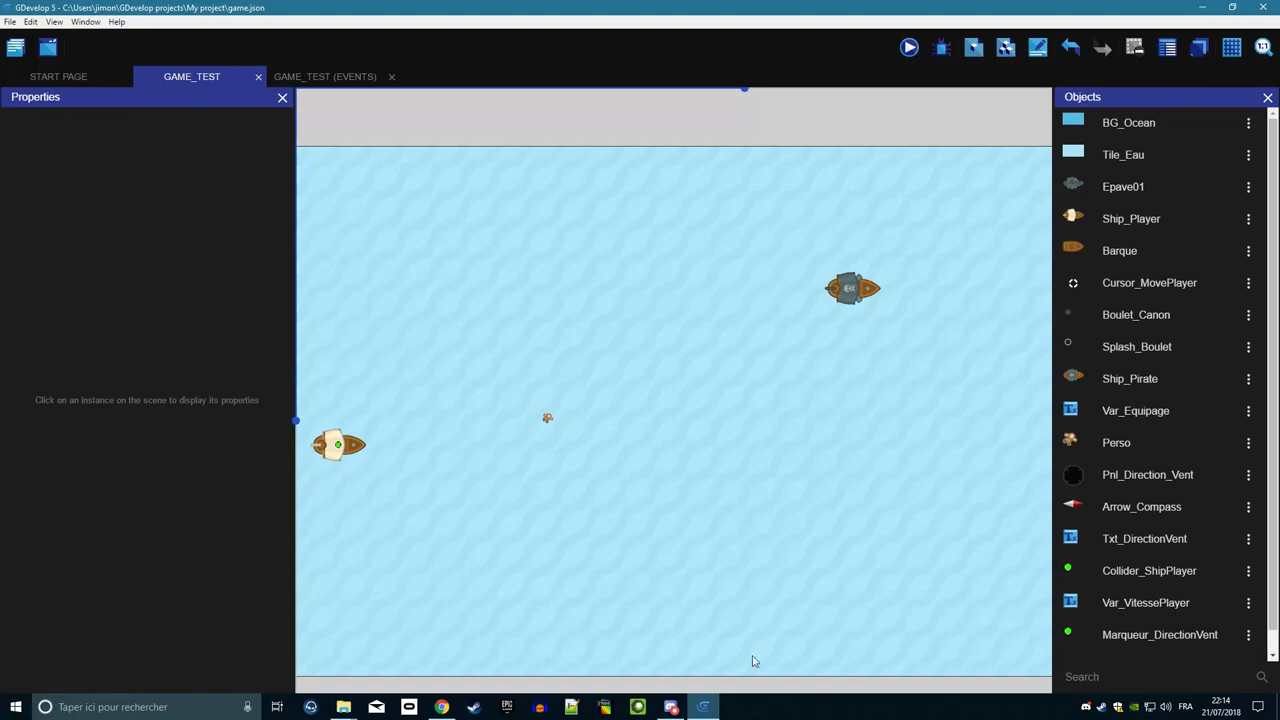 GDevelop 5 - C:\Users\jimon\GDevelop projects\My project\game.json
File Edit View Window Help
START PAGE GAME_TEST GAME_TEST (EVENTS)
Properties
Click on an instance on the scene to display its properties
Objects
BG_Ocean
Tile_Eau
Epave01
Ship_Player
Barque
Cursor_MovePlayer
Boulet_Canon
Splash_Boulet
Ship_Pirate
Var_Equipage
Perso
Pnl_Direction_Vent
Arrow_Compass
Txt_DirectionVent
Collider_ShipPlayer
Var_VitessePlayer
Marqueur_DirectionVent
Search
Taper ici pour rechercher
FRA
22:14
21/07/2018